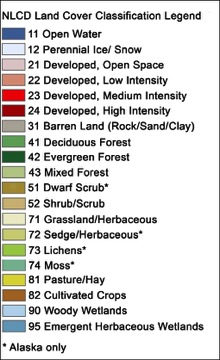 NLCD Land Cover Classification Legend
11 Open Water
12 Perennial Ice/ Snow
21 Developed, Open Space
22 Developed, Low Intensity
23 Developed, Medium Intensity
24 Developed, High Intensity
31 Barren Land (Rock/Sand/Clay)
41 Deciduous Forest
42 Evergreen Forest
43 Mixed Forest
51 Dwarf Scrub*
52 Shrub/Scrub
71 Grassland/Herbaceous
72 Sedge/Herbaceous*
73 Lichens*
74 Moss*
81 Pasture/Hay
82 Cultivated Crops
90 Woody Wetlands
95 Emergent Herbaceous Wetlands
* Alaska only